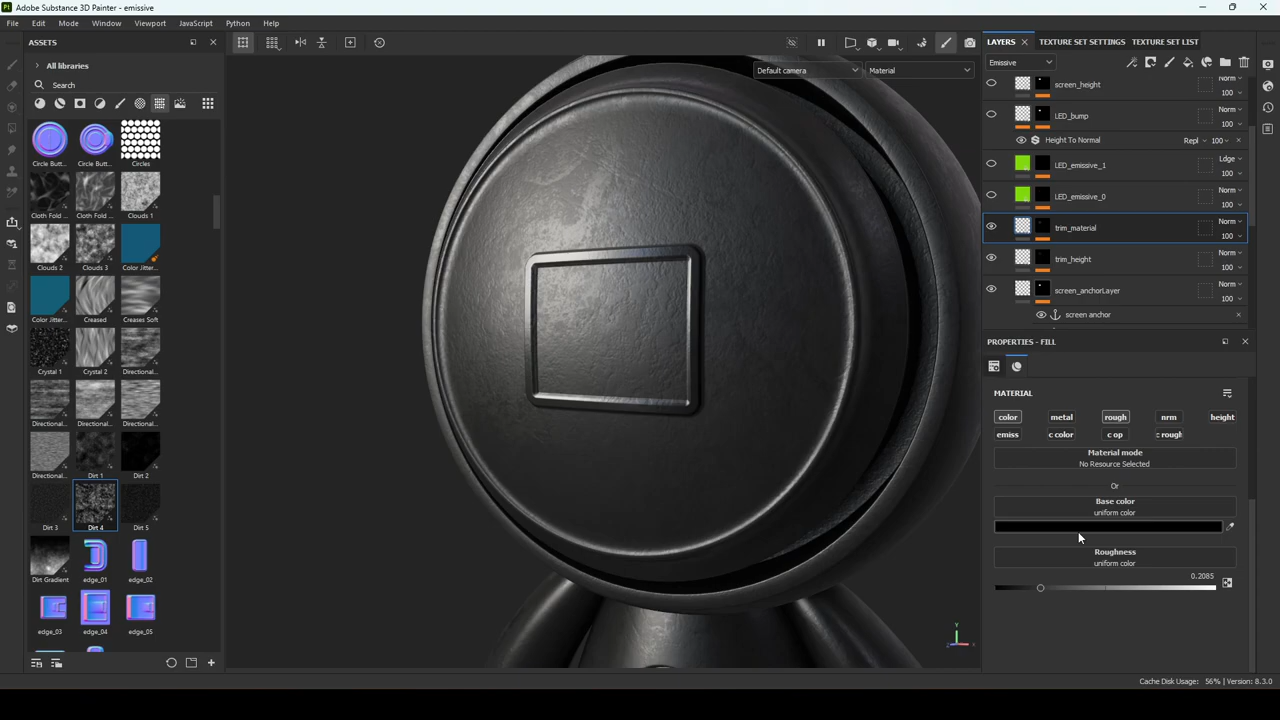 Adobe Substance 3D Painter - emissive
File Edit Mode Window Viewport JavaScript Python Help
ASSETS
All libraries
Search
Circle Butt... Circle Butt... Circles
Cloth Fold ... Cloth Fold ... Clouds 1
Clouds 2 Clouds 3 Color Jitter...
Color Jitter... Creased Creases Soft
Crystal 1 Crystal 2 Directional...
Directional... Directional... Directional...
Directional... Dirt 1 Dirt 2
Dirt 3 Dirt 4 Dirt 5
Dirt Gradient edge_01 edge_02
edge_03 edge_04 edge_05
Default camera Material
LAYERS TEXTURE SET SETTINGS TEXTURE SET LIST
Emissive
screen_height Norm
100
LED_bump Norm
100
Height To Normal Repl 100
LED_emissive_1 Ldge
100
LED_emissive_0 Norm
100
trim_material Norm
100
trim_height Norm
100
screen_anchorLayer Norm
100
screen anchor
PROPERTIES - FILL
MATERIAL
color metal rough nrm height
emiss c color c op c rough
Material mode
No Resource Selected
Or
Base color
uniform color
Roughness
uniform color
0.2085
Y
Cache Disk Usage: 56% | Version: 8.3.0